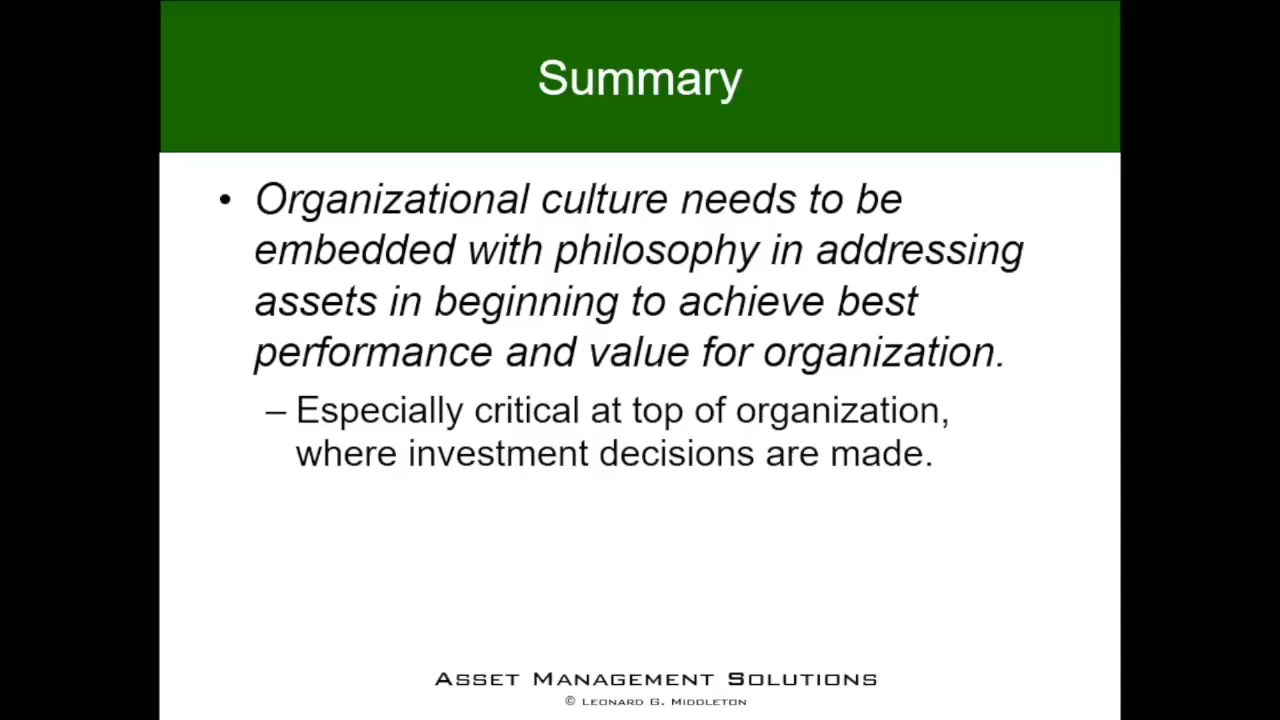 Summary
• Organizational culture needs to be
embedded with philosophy in addressing
assets in beginning to achieve best
performance and value for organization.
– Especially critical at top of organization,
where investment decisions are made.
ASSET MANAGEMENT SOLUTIONS
© LEONARD G. MIDDLETON